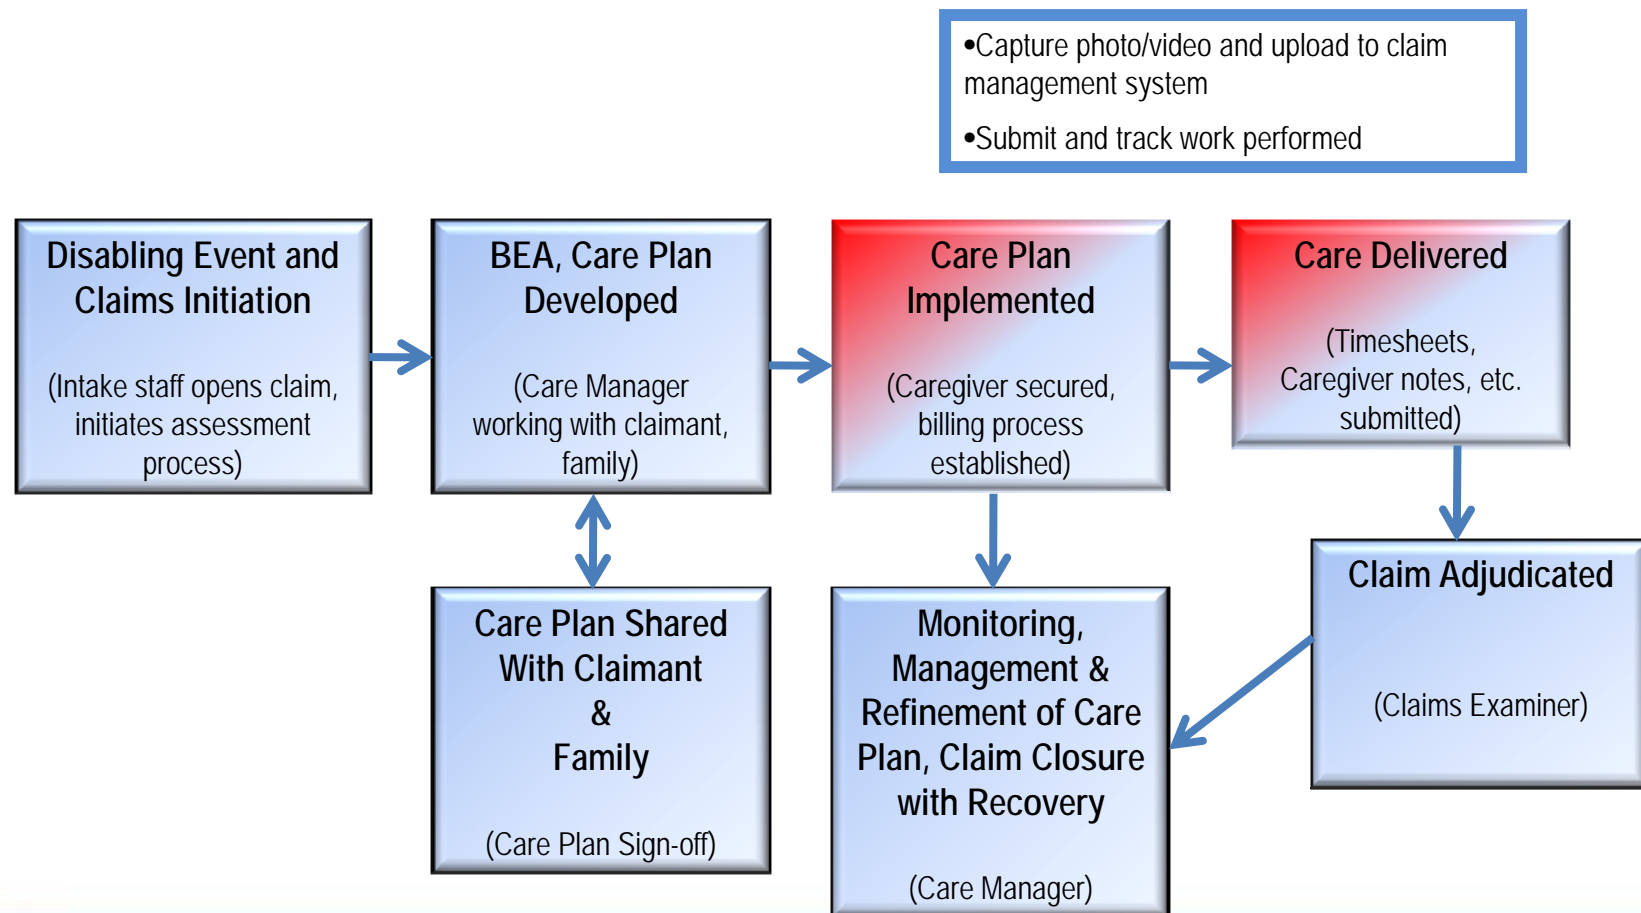 •Capture photo/video and upload to claim
management system
•Submit and track work performed
Disabling Event and
Claims Initiation
(Intake staff opens claim,
initiates assessment
process)
BEA, Care Plan
Developed
(Care Manager
working with claimant,
family)
Care Plan
Implemented
(Caregiver secured,
billing process
established)
Care Delivered
(Timesheets,
Caregiver notes, etc.
submitted)
Care Plan Shared
With Claimant
&
Family
(Care Plan Sign-off)
Monitoring,
Management &
Refinement of Care
Plan, Claim Closure
with Recovery
(Care Manager)
Claim Adjudicated
(Claims Examiner)